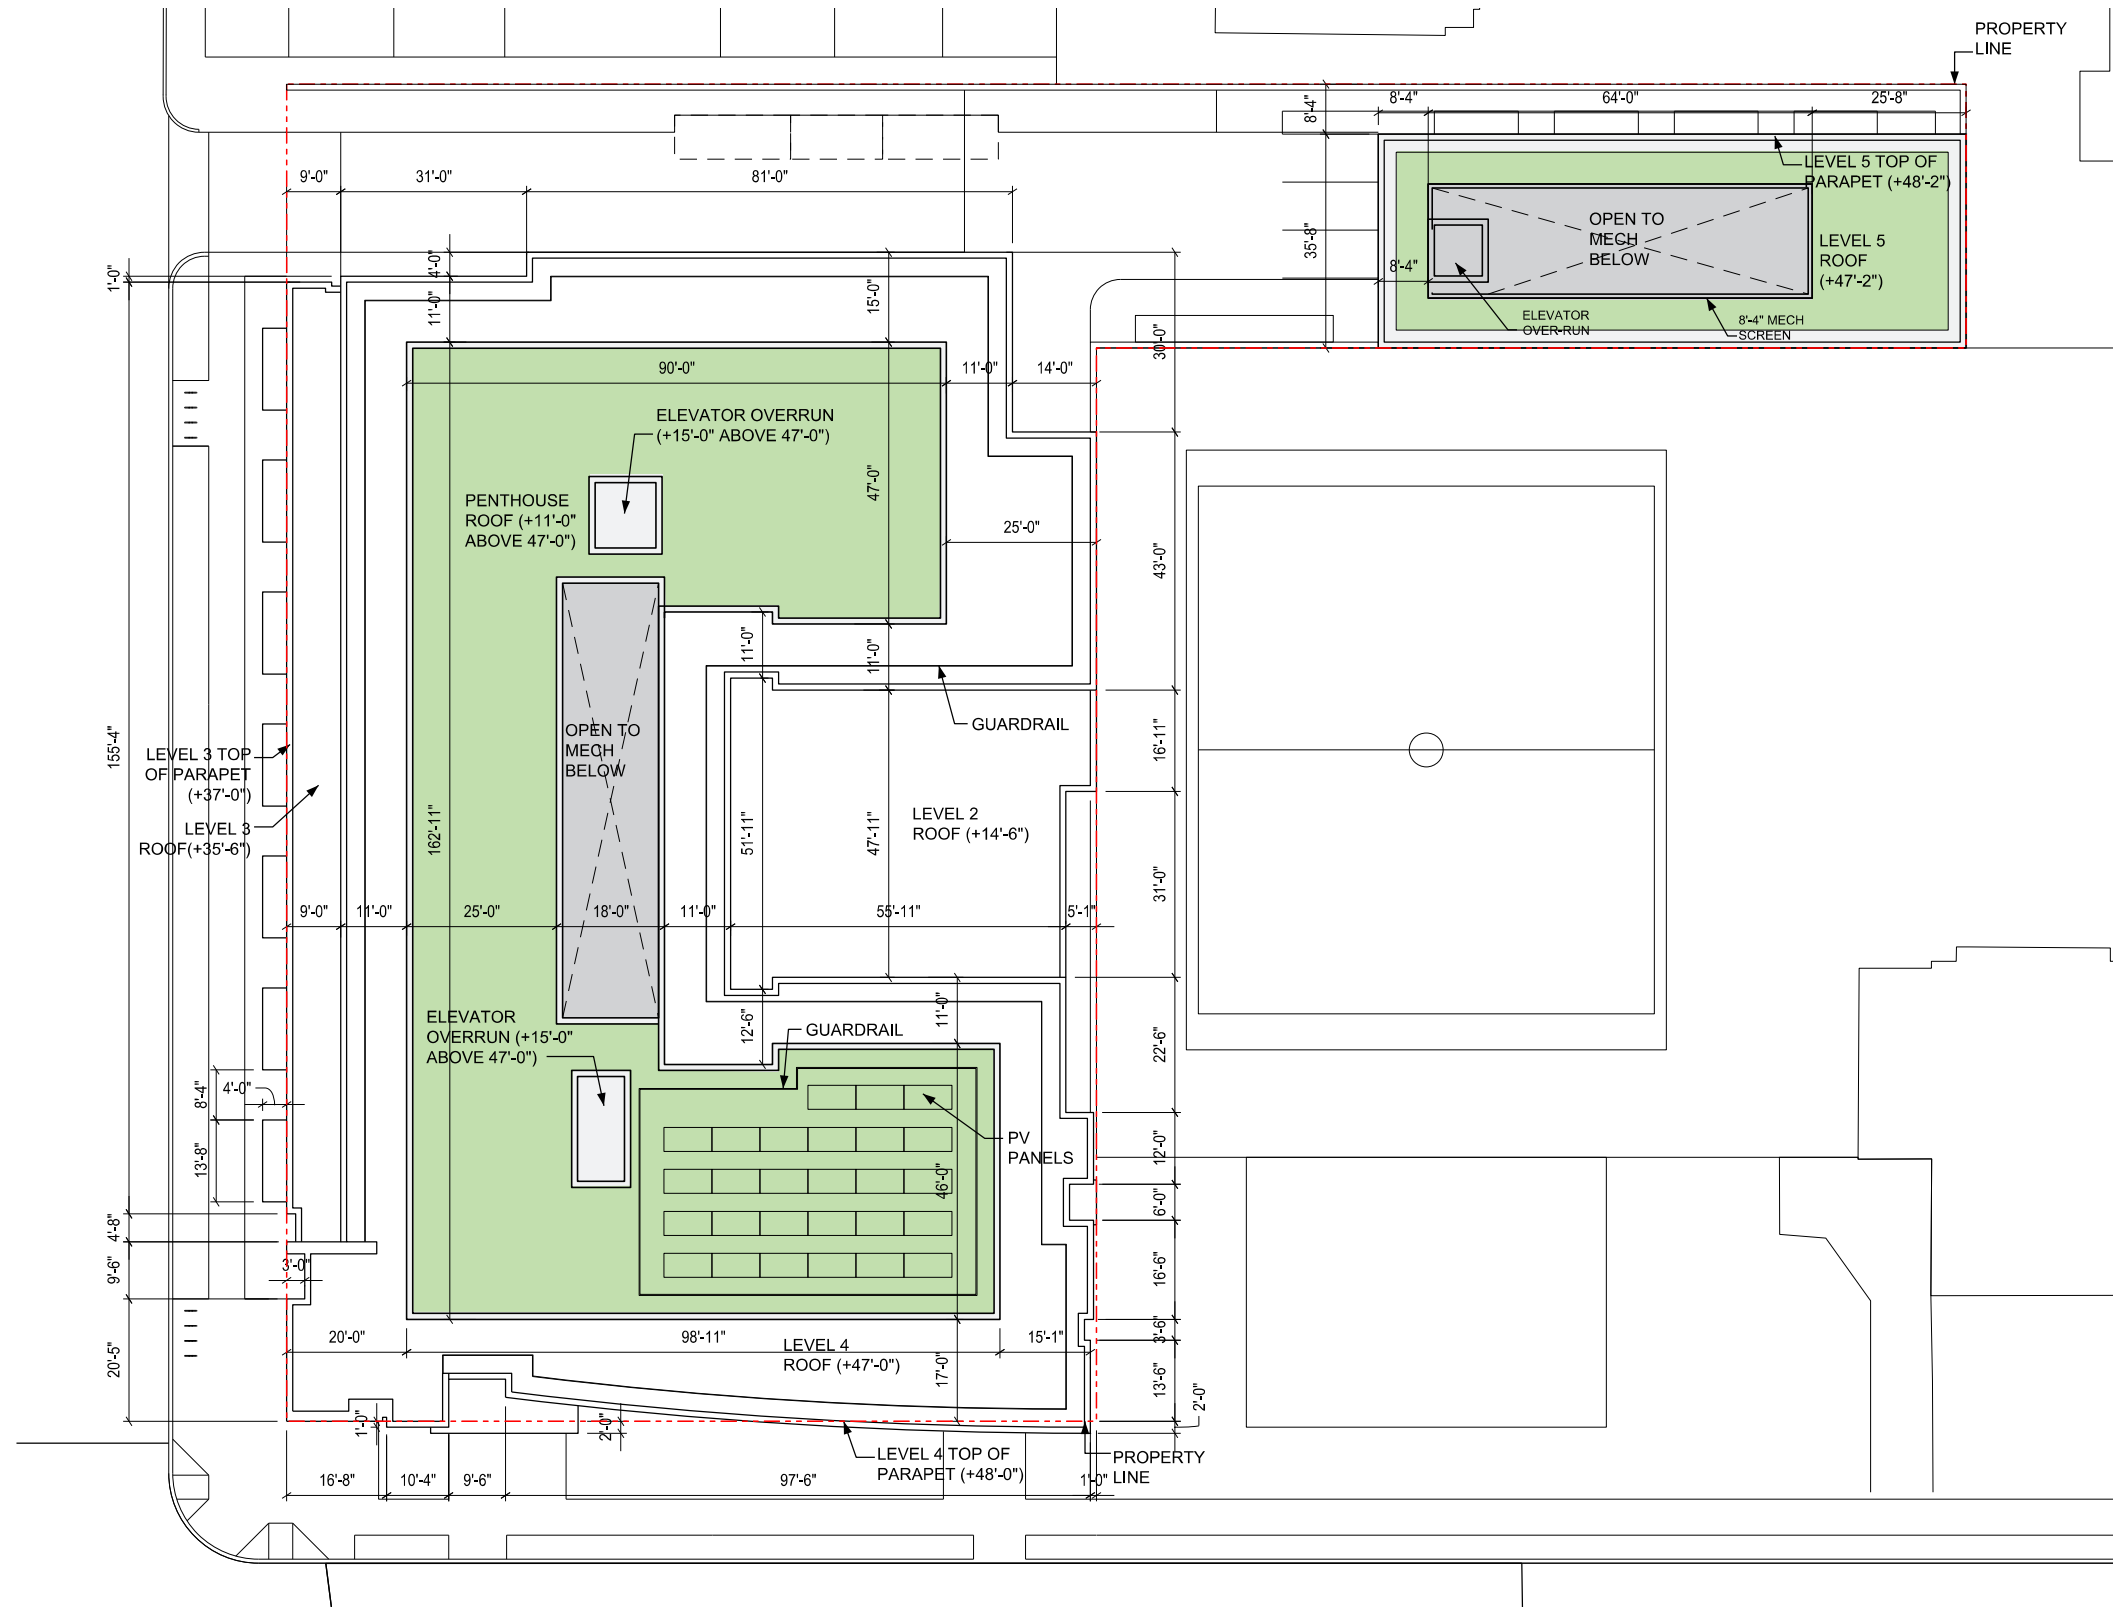 PROPERTY
LINE
8'-4"
64'-0"
25'-8"
8'-4"
LEVEL 5 TOP OF
PARAPET (+48'-2")
9'-0"
31'-0"
81'-0"
OPEN TO
MECH
BELOW
LEVEL 5
ROOF
(+47'-2")
35'-8"
8'-4"
1'-0"
4'-0"
11'-0"
15'-0"
ELEVATOR
OVER-RUN
8'-4" MECH
SCREEN
30'-0"
90'-0"
11'-0"
14'-0"
ELEVATOR OVERRUN
(+15'-0" ABOVE 47'-0")
47'-0"
PENTHOUSE
ROOF (+11'-0"
ABOVE 47'-0")
25'-0"
43'-0"
11'-0"
11'-0"
GUARDRAIL
OPEN TO
MECH
BELOW
16'-11"
155'-4"
LEVEL 3 TOP
OF PARAPET
(+37'-0")
LEVEL 3
ROOF(+35'-6")
162'-11"
51'-11"
47'-11"
LEVEL 2
ROOF (+14'-6")
31'-0"
9'-0"
11'-0"
25'-0"
18'-0"
11'-0"
55'-11"
5'-1"
ELEVATOR
OVERRUN (+15'-0"
ABOVE 47'-0")
12'-6"
GUARDRAIL
11'-0"
22'-6"
8'-4"
4'-0"
13'-8"
PV
PANELS
12'-0"
46'-0"
6'-0"
4'-8"
9'-6"
3'-0"
16'-6"
20'-0"
98'-11"
LEVEL 4
ROOF (+47'-0")
15'-1"
3'-6"
20'-5"
17'-0"
13'-6"
2'-0"
1'-0"
2'-0"
LEVEL 4 TOP OF
PARAPET (+48'-0")
PROPERTY
LINE
16'-8"
10'-4"
9'-6"
97'-6"
1'-0"